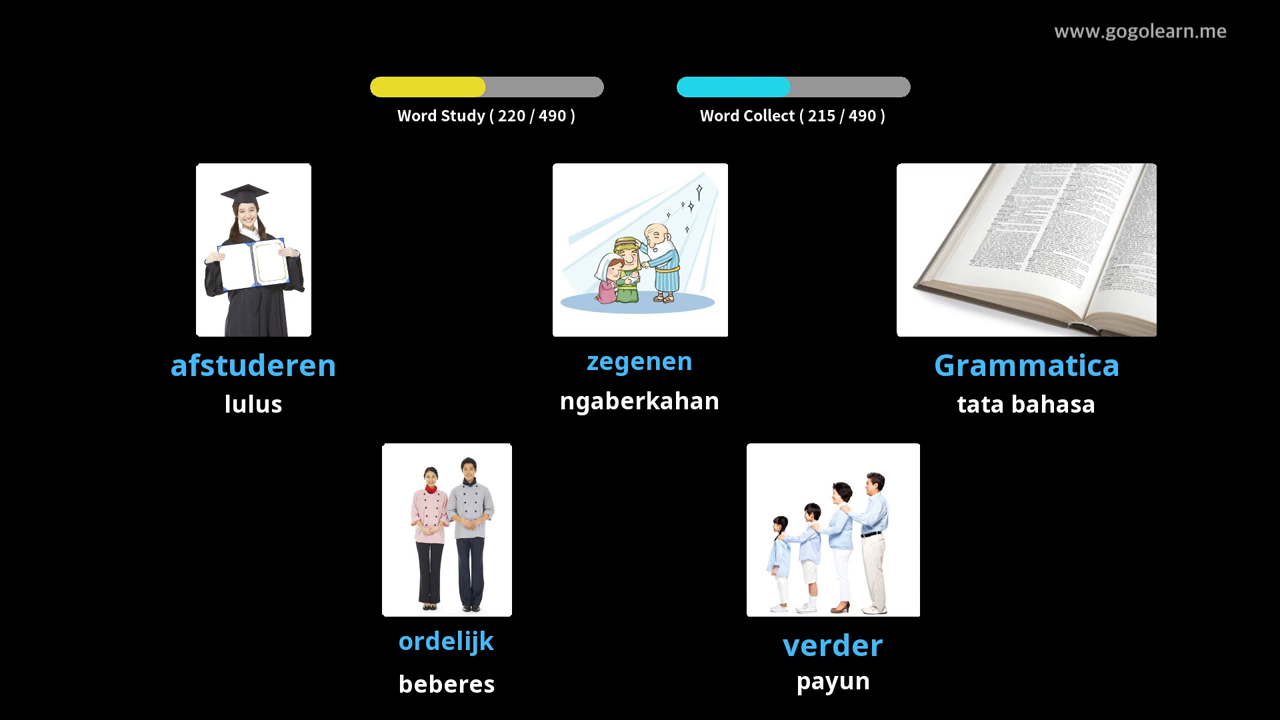 www.gogolearn.me
Word Study ( 220 / 490 )
Word Collect ( 215 / 490 )
afstuderen
lulus
zegenen
ngaberkahan
Grammatica
tata bahasa
ordelijk
beberes
verder
payun